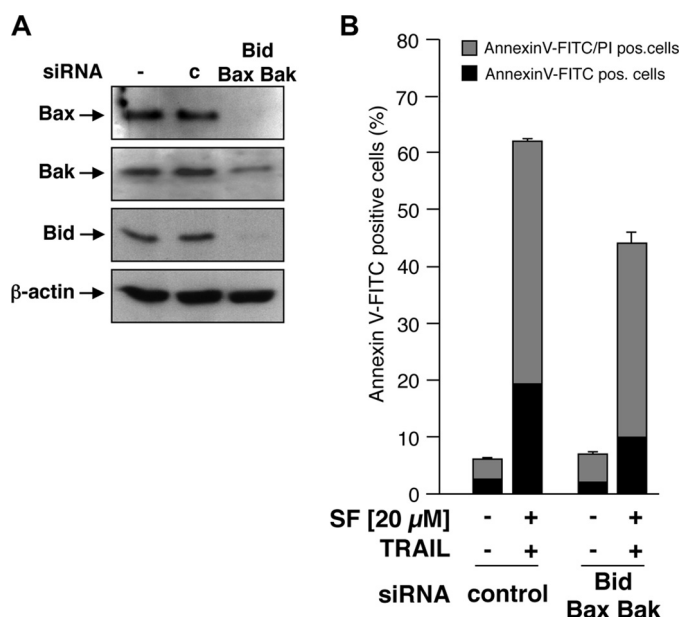 A
Bid
siRNA - c Bax Bak
Bax
Bak
Bid
β-actin
B
80
70
60
50
40
30
20
10
0
Annexin V-FITC positive cells (%)
AnnexinV-FITC/PI pos.cells
AnnexinV-FITC pos. cells
SF [20 µM] - + - +
TRAIL - + - +
siRNA control Bid
Bax Bak